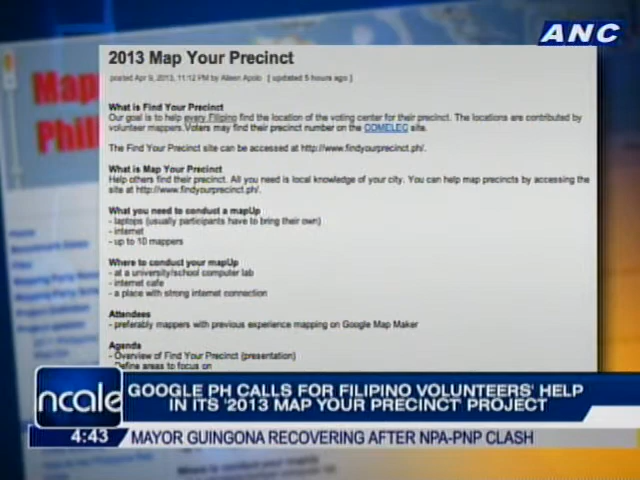 ANC
Map
Phili
2013 Map Your Precinct
posted Apr 9, 2013, 11:12 PM by Aileen Apolo [ updated 5 hours ago ]
What is Find Your Precinct
Our goal is to help every Filipino find the location of the voting center for their precinct. The locations are contributed by
volunteer mappers.Voters may find their precinct number on the COMELEC site.
The Find Your Precinct site can be accessed at http://www.findyourprecinct.ph/.
What is Map Your Precinct
Help others find their precinct. All you need is local knowledge of your city. You can help map precincts by accessing the
site at http://www.findyourprecinct.ph/.
What you need to conduct a mapUp
- laptops (usually participants have to bring their own)
- internet
- up to 10 mappers
Where to conduct your mapUp
- at a university/school computer lab
- internet cafe
- a place with strong internet connection
Attendees
- preferably mappers with previous experience mapping on Google Map Maker
Agenda
- Overview of Find Your Precinct (presentation)
- Define areas to focus on
ncale
GOOGLE PH CALLS FOR FILIPINO VOLUNTEERS' HELP
IN ITS '2013 MAP YOUR PRECINCT' PROJECT
4:43 MAYOR GUINGONA RECOVERING AFTER NPA-PNP CLASH